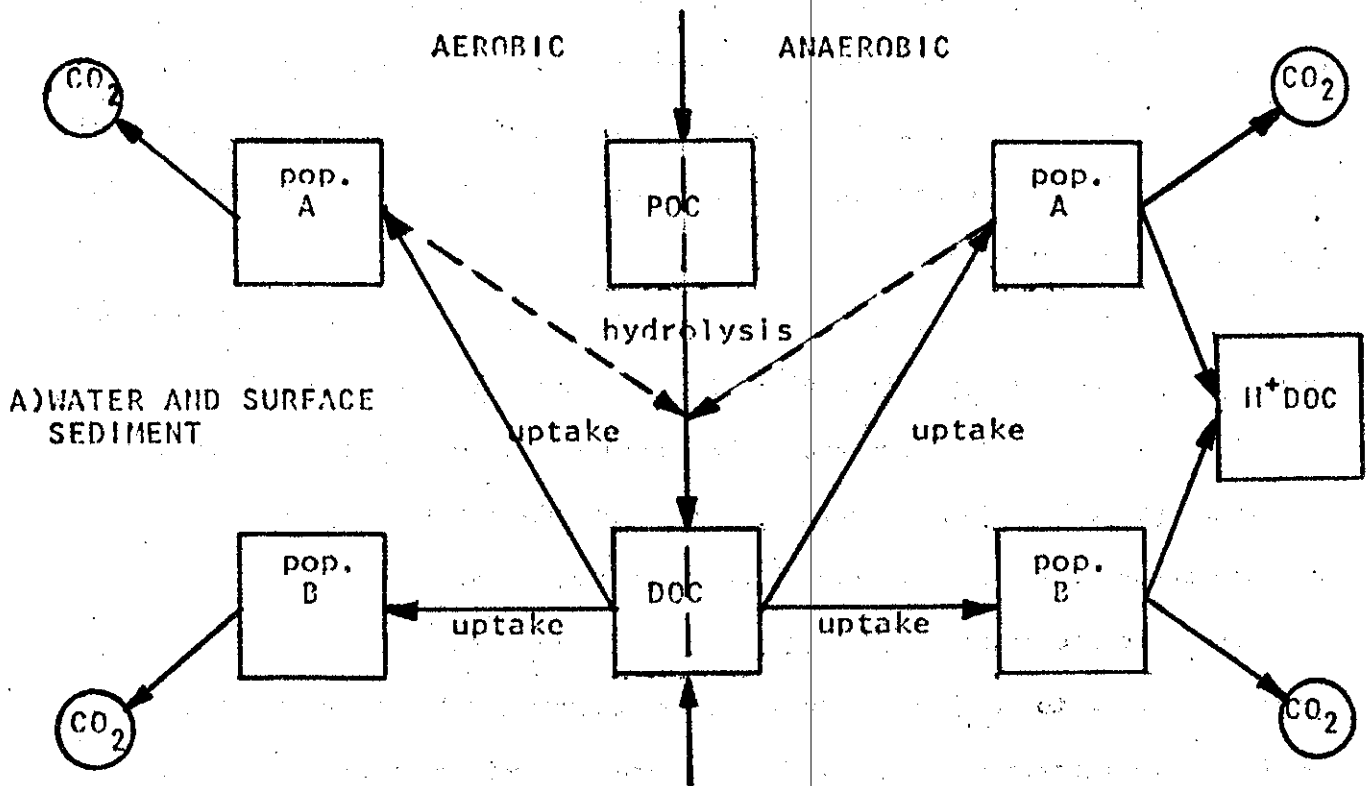 AEROBIC
ANAEROBIC
CO2
CO2
pop.
A
POC
pop.
A
hydrolysis
A)WATER AND SURFACE
SEDIMENT
uptake
uptake
H+DOC
pop.
B
DOC
pop.
B
uptake
uptake
CO2
CO2